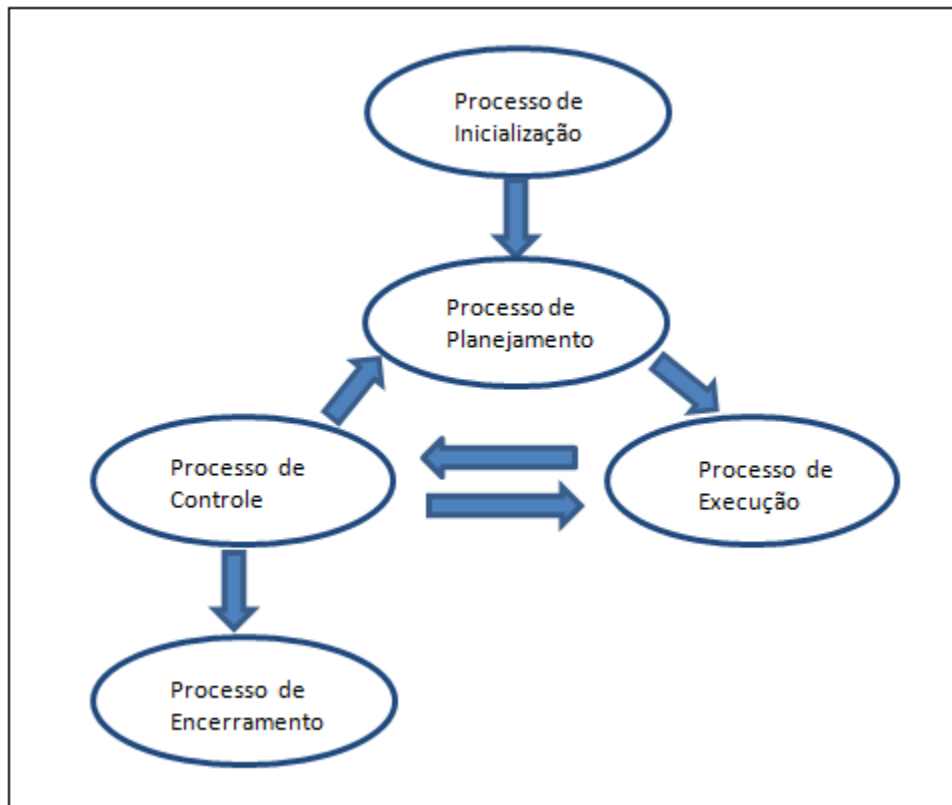 Processo de
Inicialização
Processo de
Planejamento
Processo de
Controle
Processo de
Execução
Processo de
Encerramento